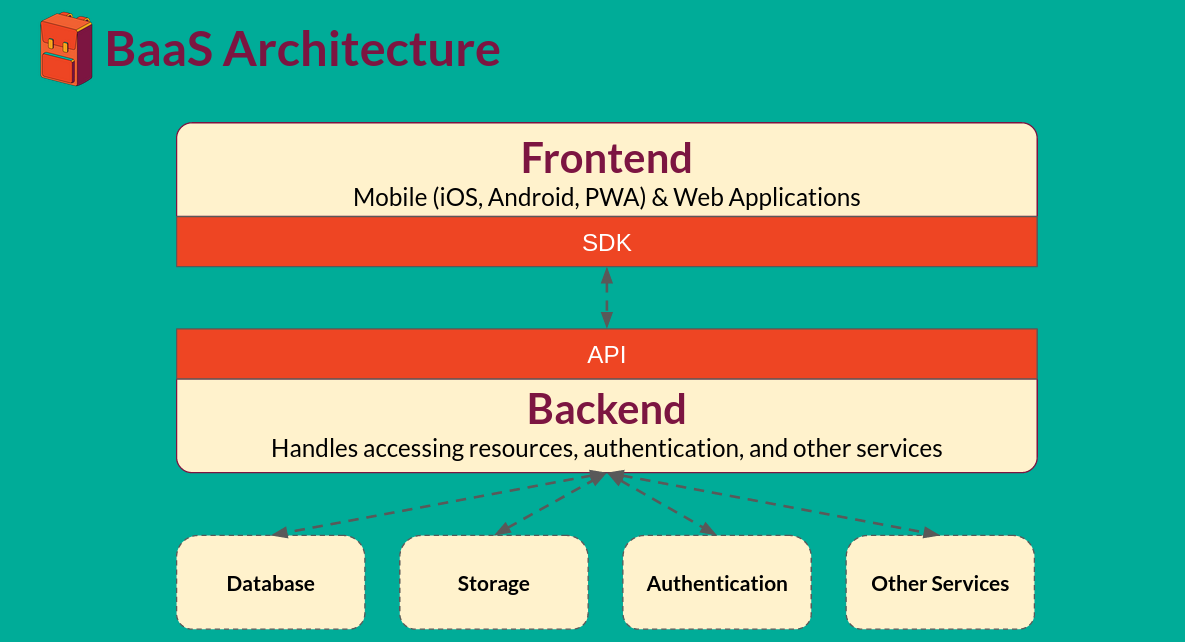 BaaS Architecture
Frontend
Mobile (iOS, Android, PWA) & Web Applications
SDK
API
Backend
Handles accessing resources, authentication, and other services
Database
Storage
Authentication
Other Services